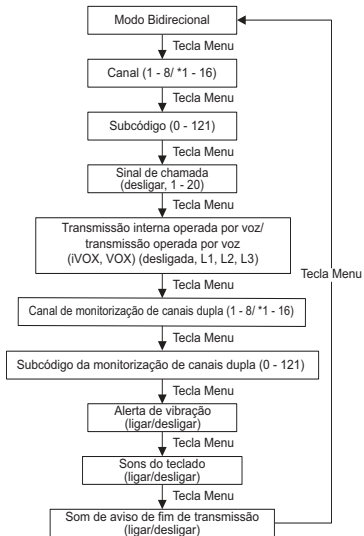 Modo Bidirecional
Tecla Menu
Canal (1 - 8/ *1 - 16)
Tecla Menu
Subcódigo (0 - 121)
Tecla Menu
Sinal de chamada
(desligar, 1 - 20)
Tecla Menu
Transmissão interna operada por voz/
transmissão operada por voz
(iVOX, VOX) (desligada, L1, L2, L3)
Tecla Menu
Tecla Menu
Canal de monitorização de canais dupla (1 - 8/ *1 - 16)
Tecla Menu
Subcódigo da monitorização de canais dupla (0 - 121)
Tecla Menu
Alerta de vibração
(ligar/desligar)
Tecla Menu
Sons do teclado
(ligar/desligar)
Tecla Menu
Som de aviso de fim de transmissão
(ligar/desligar)